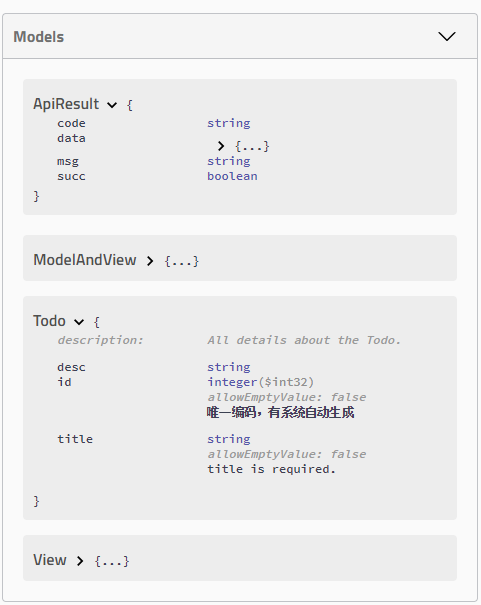 Models
ApiResult {
code string
data
{...}
msg string
succ boolean
}
ModelAndView {...}
Todo {
description: All details about the Todo.
desc string
id integer($int32)
allowEmptyValue: false
唯一编码，有系统自动生成
title string
allowEmptyValue: false
title is required.
}
View {...}